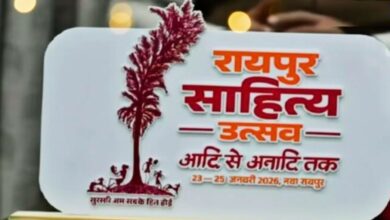 रायपुर
साहित्य
उत्सव
आदि से अनादि तक
23 – 25 जनवरी 2026, नवा रायपुर
सुरसरि सम सबके हित होई